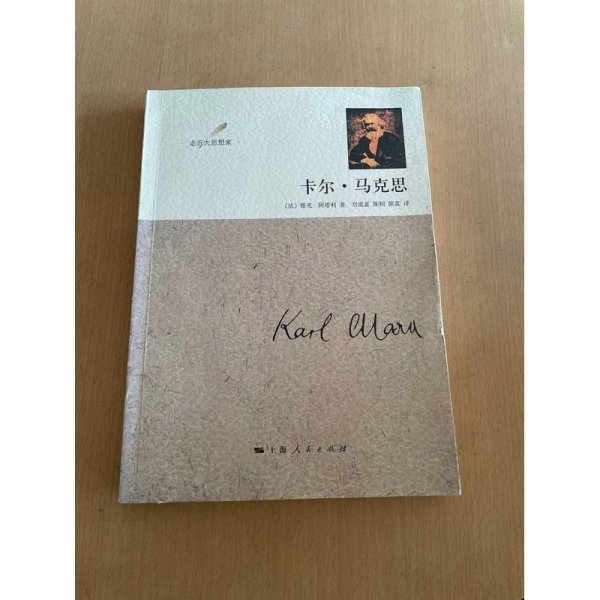 走近大思想家
卡尔·马克思
［法］雅克·阿塔利 著 刘成富 陈玥 陈蕊 译
Karl Marx
上海人民出版社